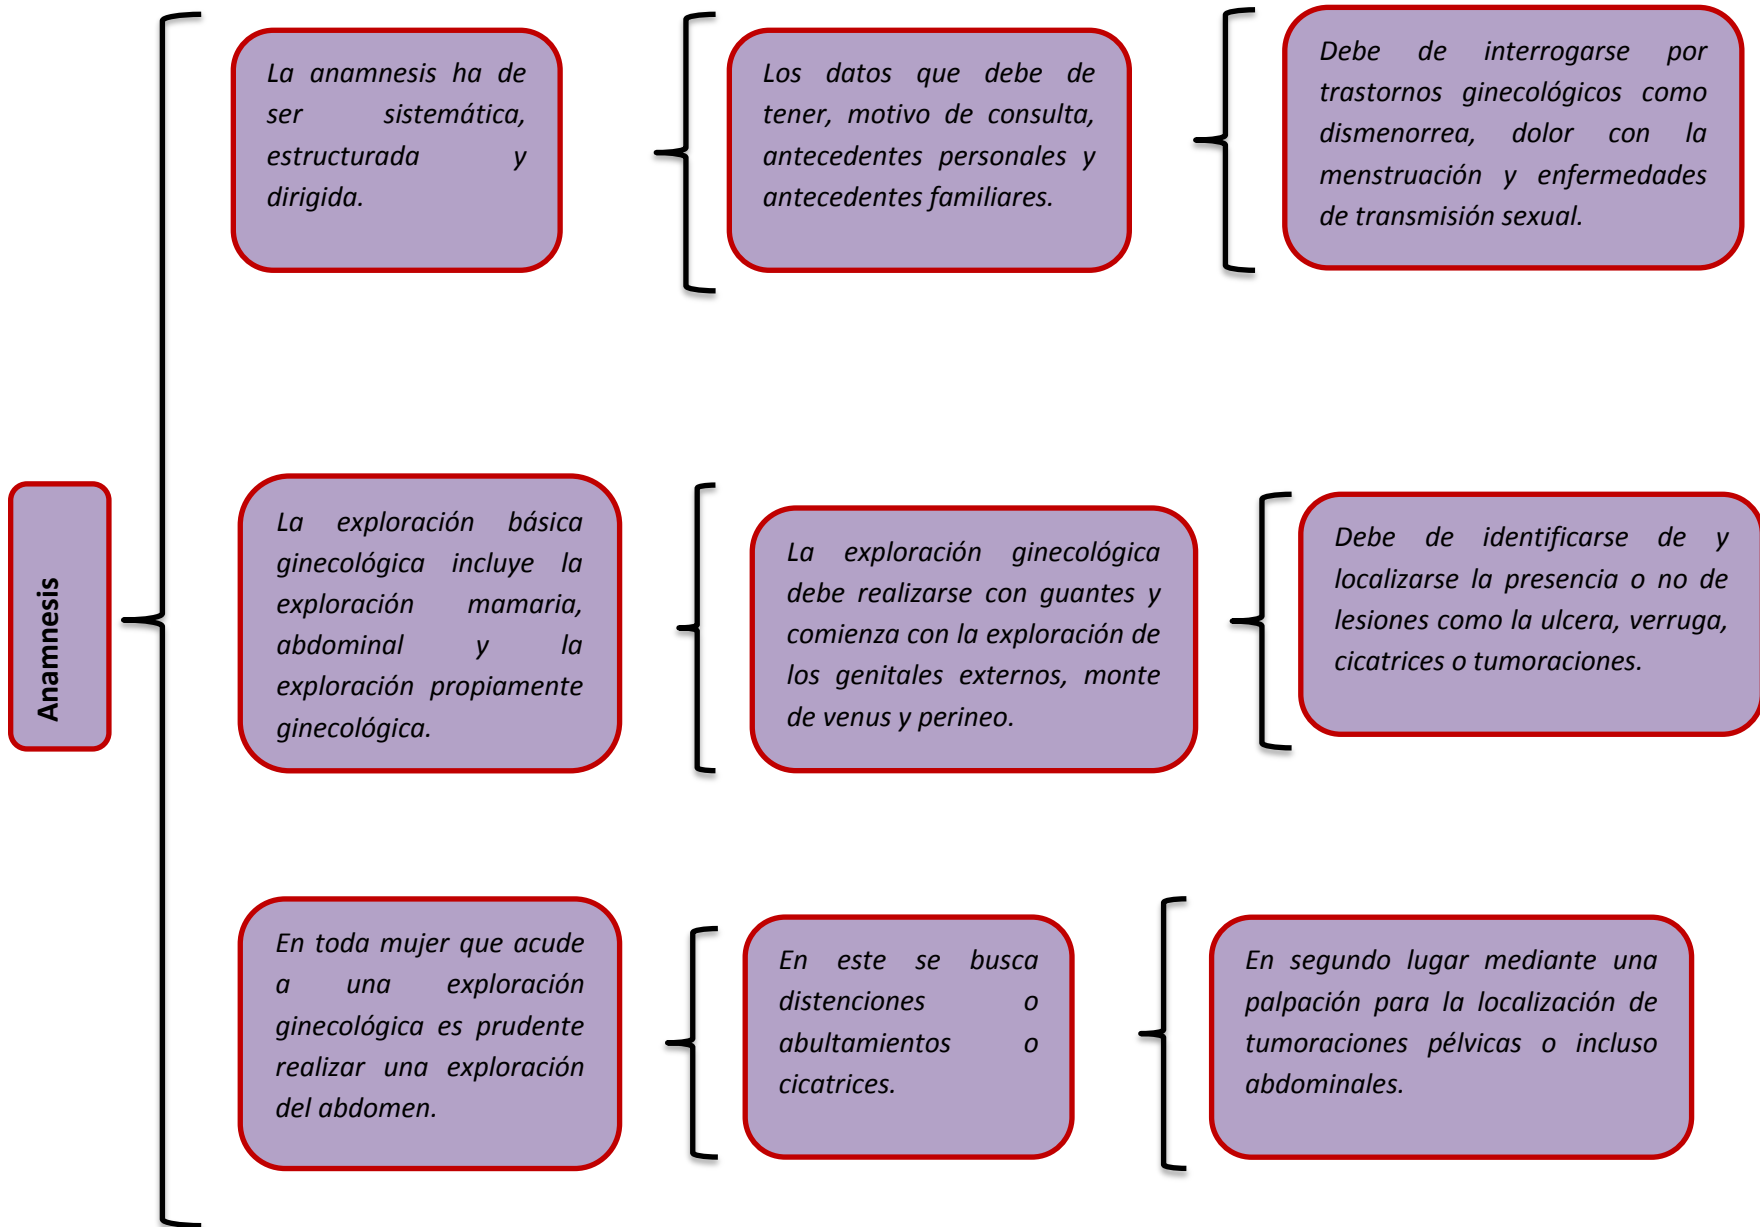 Anamnesis
La anamnesis ha de
ser sistemática,
estructurada y
dirigida.
Los datos que debe de
tener, motivo de consulta,
antecedentes personales y
antecedentes familiares.
Debe de interrogarse por
trastornos ginecológicos como
dismenorrea, dolor con la
menstruación y enfermedades
de transmisión sexual.
La exploración básica
ginecológica incluye la
exploración mamaria,
abdominal y la
exploración propiamente
ginecológica.
La exploración ginecológica
debe realizarse con guantes y
comienza con la exploración de
los genitales externos, monte
de venus y perineo.
Debe de identificarse de y
localizarse la presencia o no de
lesiones como la ulcera, verruga,
cicatrices o tumoraciones.
En toda mujer que acude
a una exploración
ginecológica es prudente
realizar una exploración
del abdomen.
En este se busca
distenciones o
abultamientos o
cicatrices.
En segundo lugar mediante una
palpación para la localización de
tumoraciones pélvicas o incluso
abdominales.